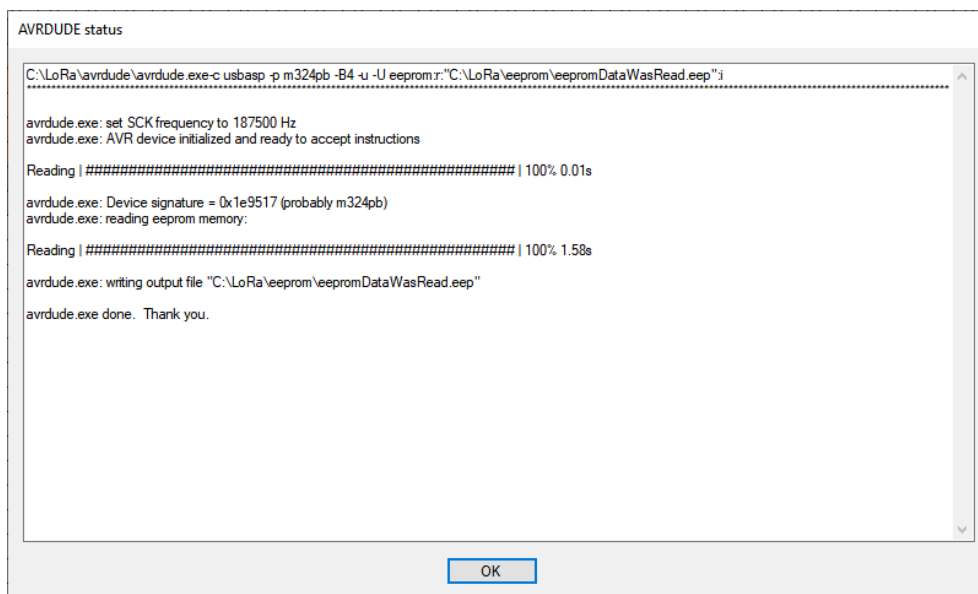 AVRDUDE status
C:\LoRa\avrdude\avrdude.exe-c usbasp -p m324pb -B4 -u -U eeprom:r:"C:\LoRa\eeprom\eepromDataWasRead.eep":i
****************************************************************************************************************************************************************
avrdude.exe: set SCK frequency to 187500 Hz
avrdude.exe: AVR device initialized and ready to accept instructions
Reading | ################################################## | 100% 0.01s
avrdude.exe: Device signature = 0x1e9517 (probably m324pb)
avrdude.exe: reading eeprom memory:
Reading | ################################################## | 100% 1.58s
avrdude.exe: writing output file "C:\LoRa\eeprom\eepromDataWasRead.eep"
avrdude.exe done.  Thank you.
OK